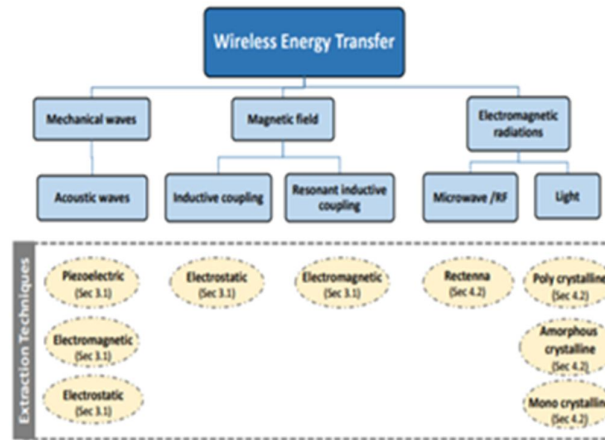 Wireless Energy Transfer
Mechanical waves
Magnetic field
Electromagnetic
radiations
Acoustic waves
Inductive coupling
Resonant inductive
coupling
Microwave /RF
Light
Extraction Techniques
Piezoelectric
(Sec 3.1)
Electrostatic
(Sec 3.1)
Electromagnetic
(Sec 3.1)
Rectenna
(Sec 4.2)
Poly crystalline
(Sec 4.2)
Electromagnetic
(Sec 3.1)
Amorphous
crystalline
(Sec 4.2)
Electrostatic
(Sec 3.1)
Mono crystalline
(Sec 4.2)